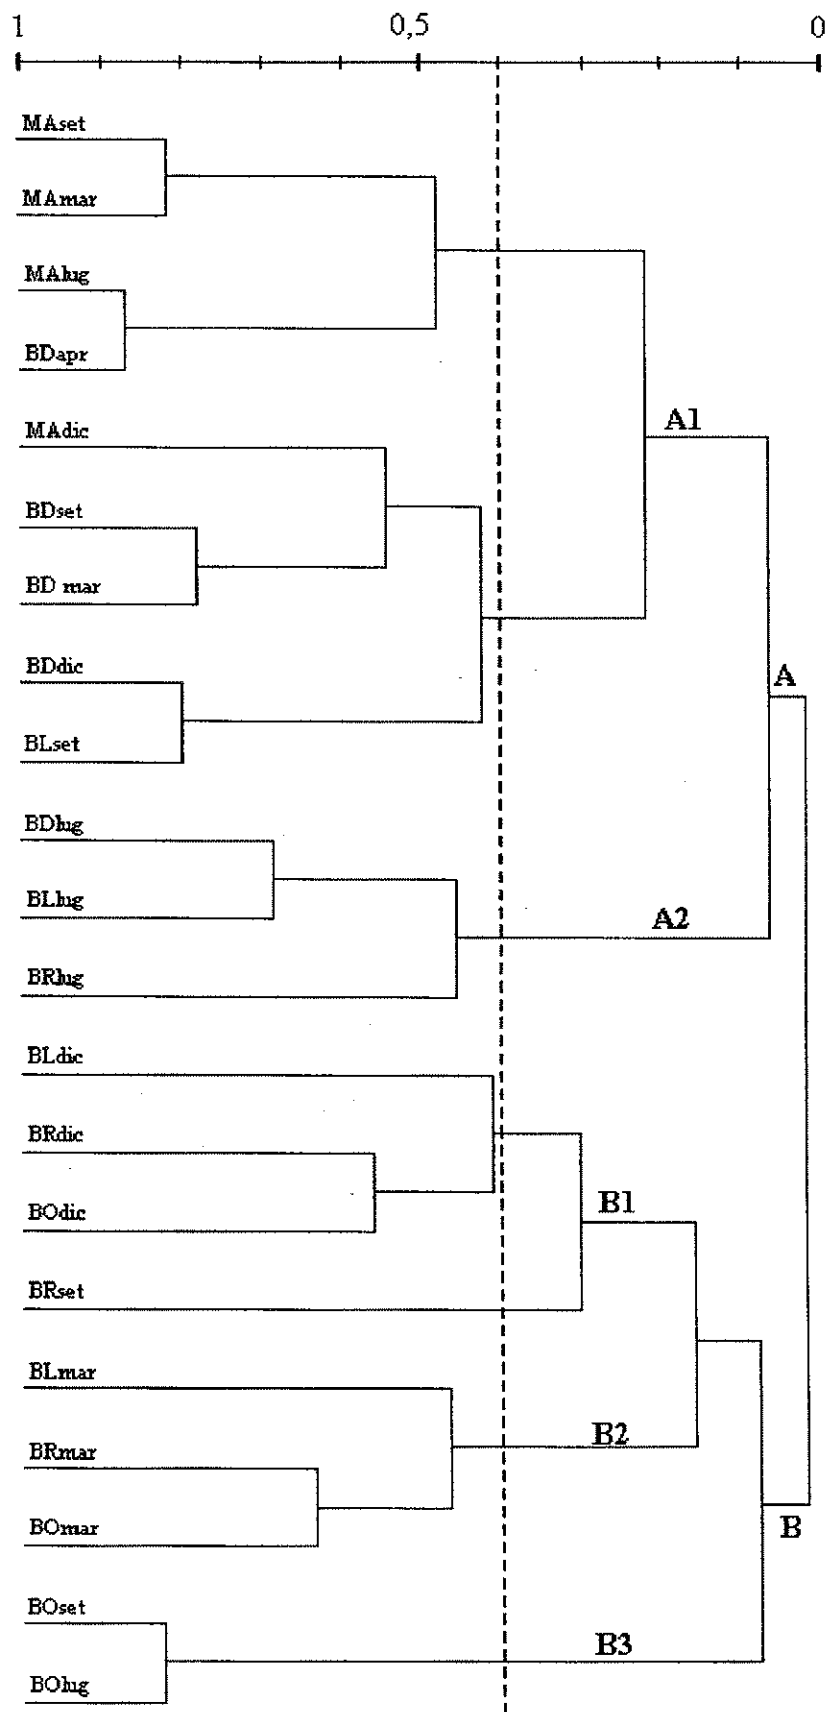 1 0,5 0
MAset
MAmar
MAlug
BDapr
MAdic
A1
BDset
BD mar
BDdic
A
BLset
BDlug
BLlug
A2
BRlug
BLdic
BRdic
B1
BOdic
BRset
BLmar
B2
BRmar
BOmar
B
BOset
B3
BOlug